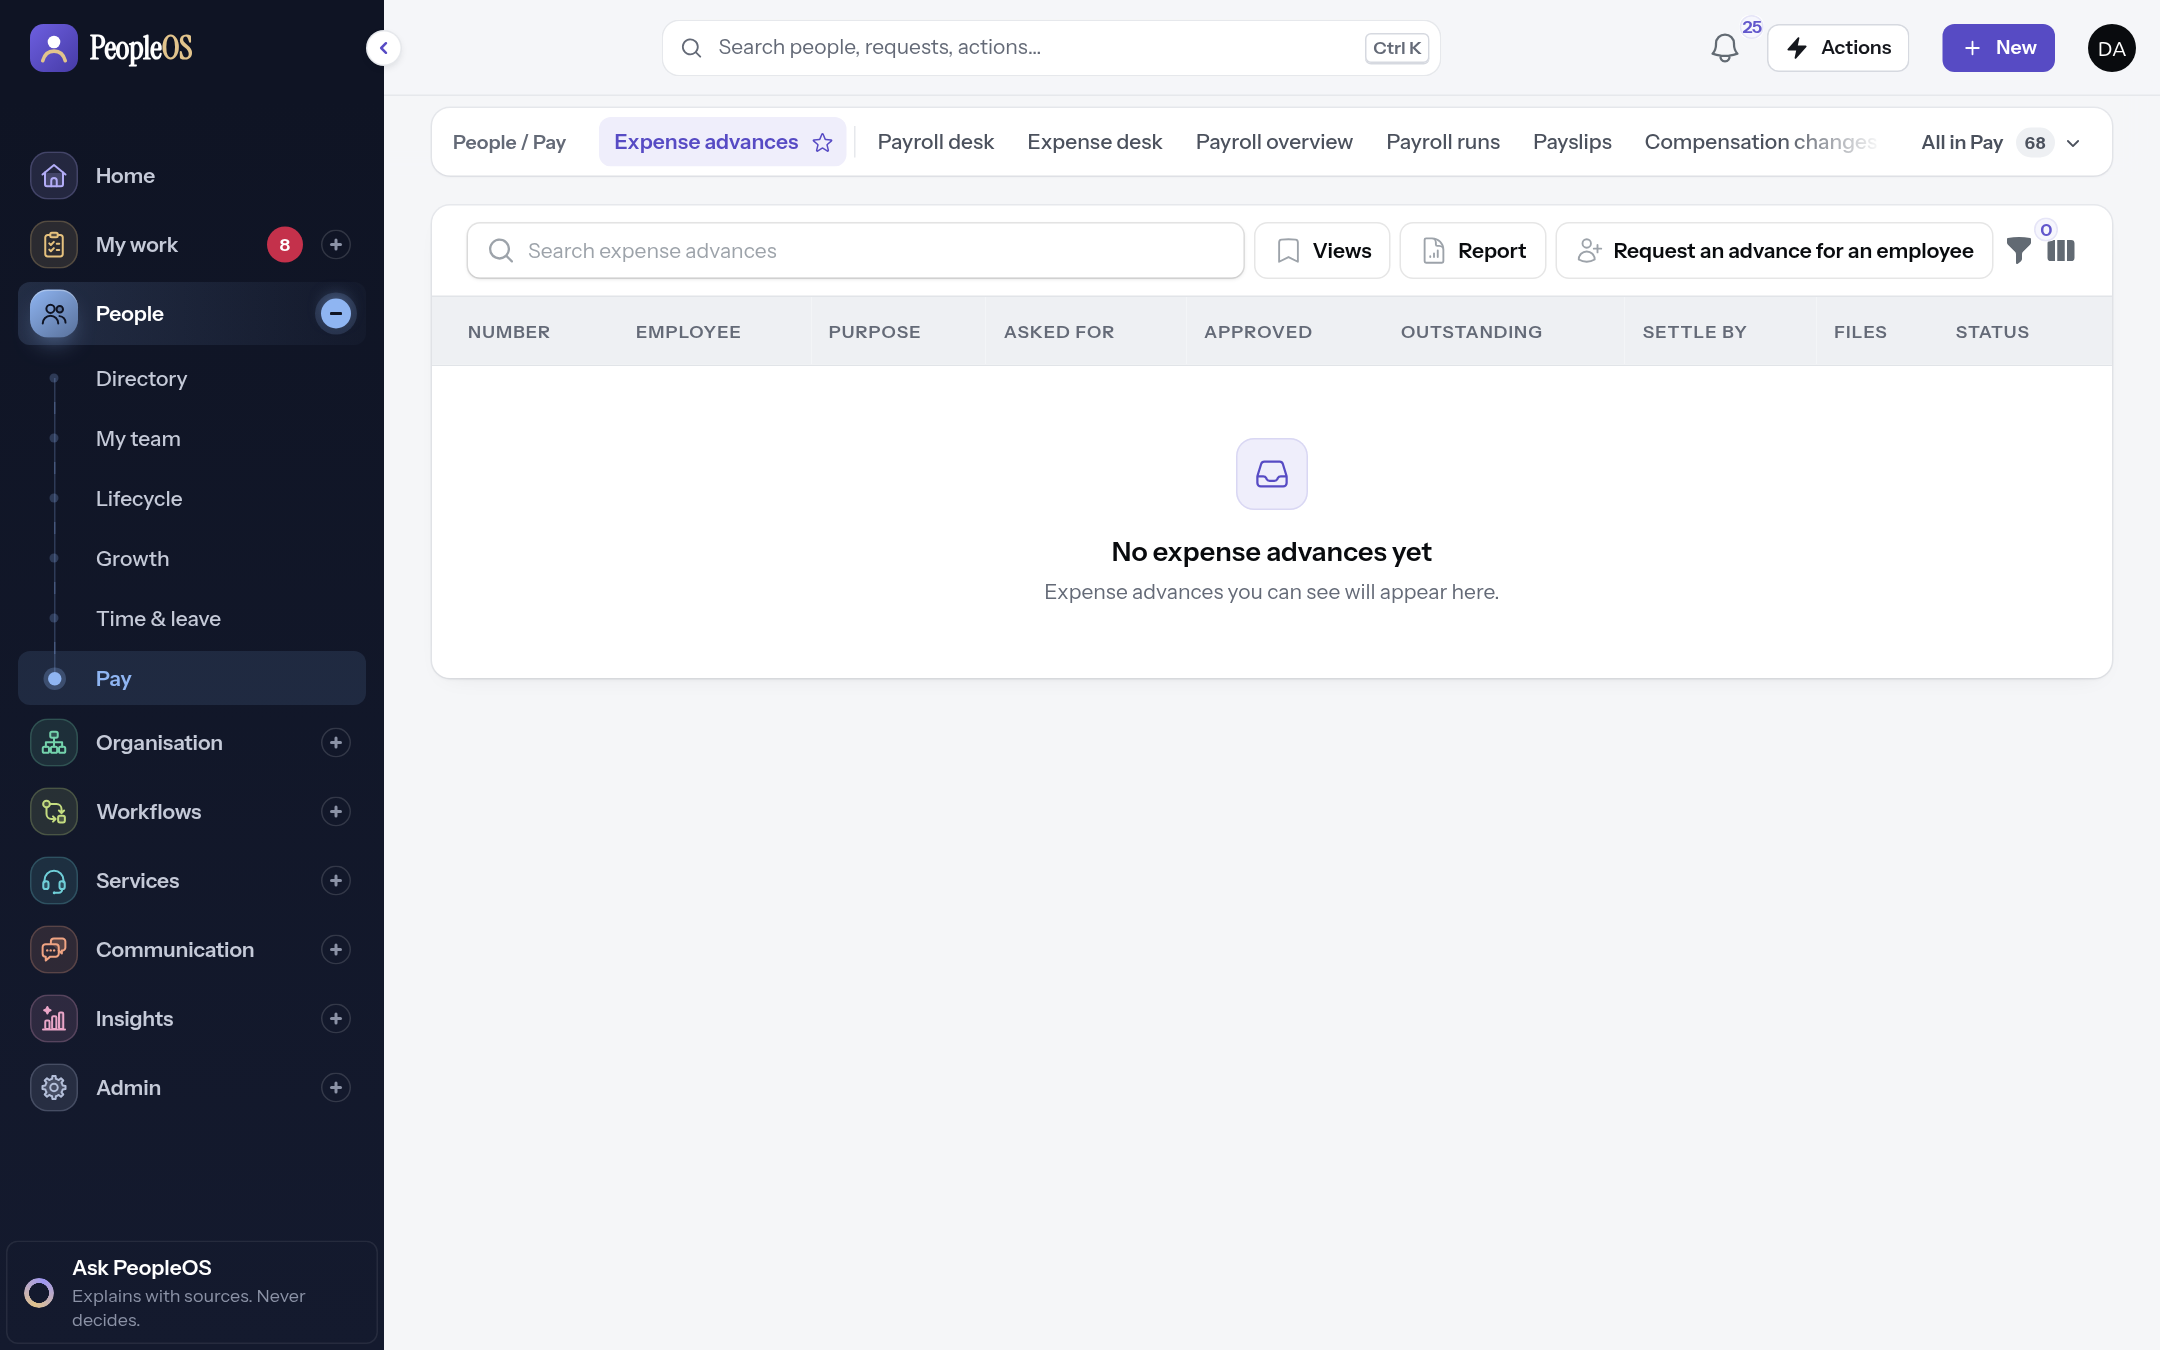 PeopleOS
Search people, requests, actions...
Ctrl K
25
Actions
New
DA
Home
My work
8
People
Directory
My team
Lifecycle
Growth
Time & leave
Pay
Organisation
Workflows
Services
Communication
Insights
Admin
Ask PeopleOS
Explains with sources. Never
decides.
People / Pay
Expense advances
Payroll desk
Expense desk
Payroll overview
Payroll runs
Payslips
Compensation changes
All in Pay
68
Search expense advances
Views
Report
Request an advance for an employee
0
NUMBER
EMPLOYEE
PURPOSE
ASKED FOR
APPROVED
OUTSTANDING
SETTLE BY
FILES
STATUS
No expense advances yet
Expense advances you can see will appear here.